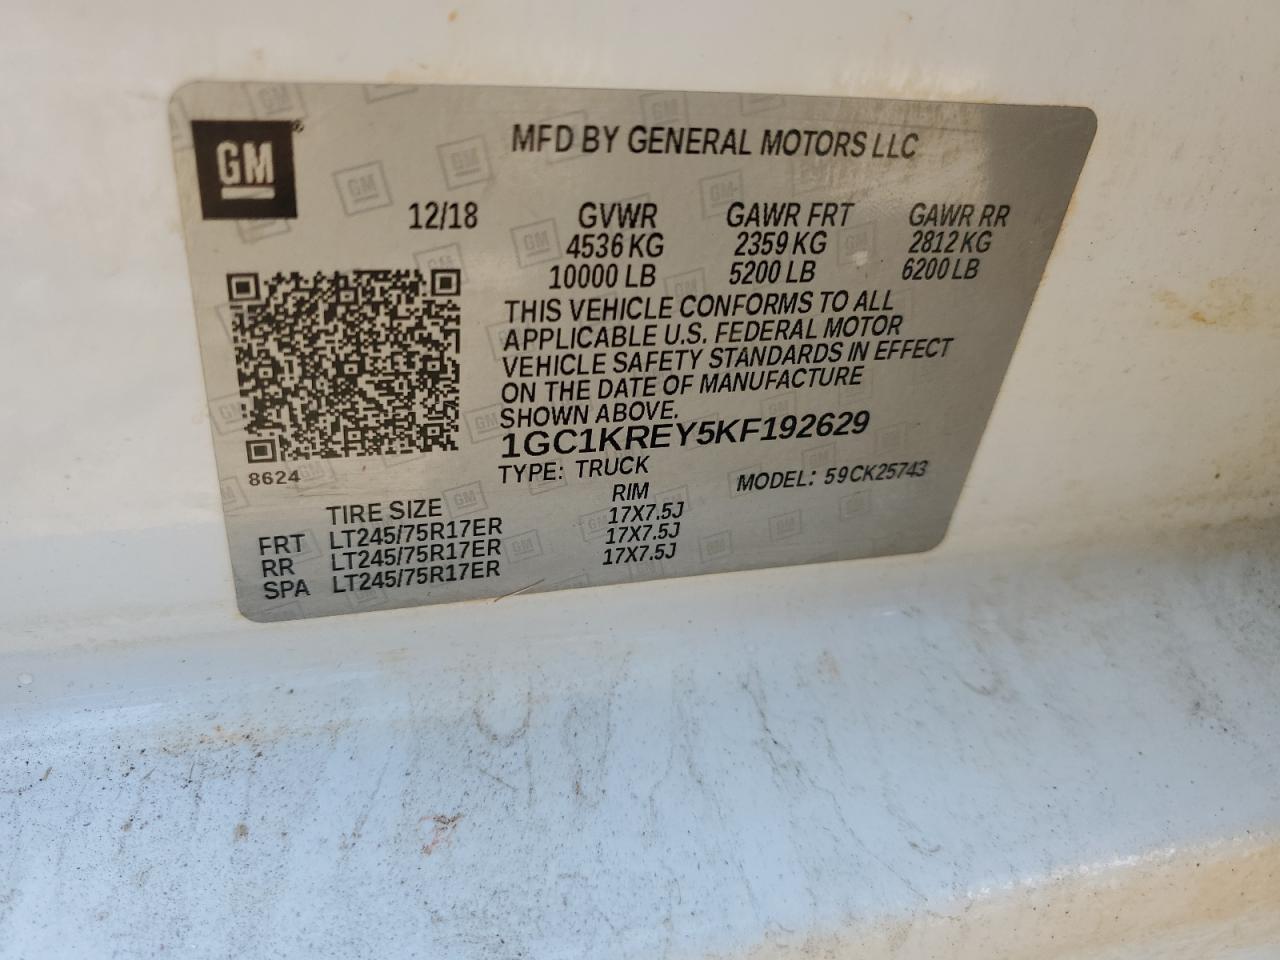 GM®
MFD BY GENERAL MOTORS LLC
12/18 GVWR GAWR FRT GAWR RR
4536 KG 2359 KG 2812 KG
10000 LB 5200 LB 6200 LB
THIS VEHICLE CONFORMS TO ALL
APPLICABLE U.S. FEDERAL MOTOR
VEHICLE SAFETY STANDARDS IN EFFECT
ON THE DATE OF MANUFACTURE
SHOWN ABOVE.
1GC1KREY5KF192629
8624 TYPE: TRUCK MODEL: 59CK25743
TIRE SIZE RIM
FRT LT245/75R17ER 17X7.5J
RR LT245/75R17ER 17X7.5J
SPA LT245/75R17ER 17X7.5J